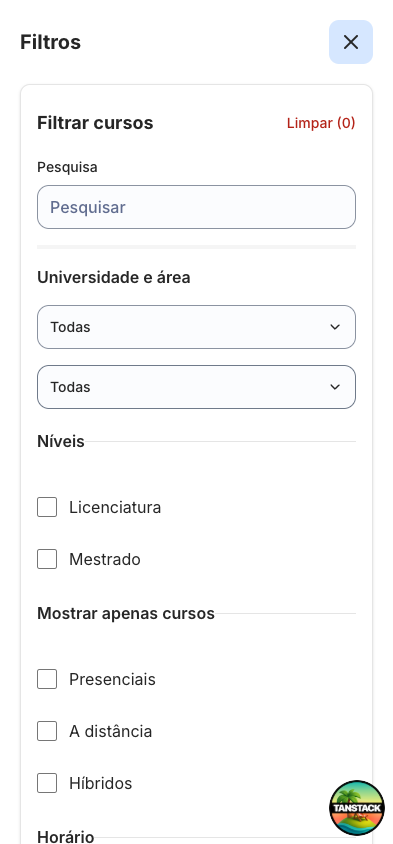 Filtros
Filtrar cursos
Limpar (0)
Pesquisa
Pesquisar
Universidade e área
Todas
Todas
Níveis
Licenciatura
Mestrado
Mostrar apenas cursos
Presenciais
A distância
Híbridos
TANSTACK
Horário